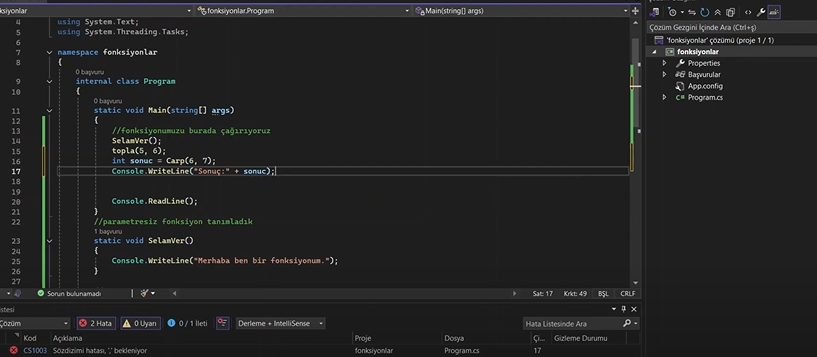 ksiyonlar
fonksiyonlar.Program
Main(string[] args)
4 using System.Text;
5 using System.Threading.Tasks;
6
7 namespace fonksiyonlar
8 {
0 başvuru
9 internal class Program
10 {
0 başvuru
11 static void Main(string[] args)
12 {
13 //fonksiyonumuzu burada çağırıyoruz
14 SelamVer();
15 topla(5, 6);
16 int sonuc = Carp(6, 7);
17 Console.WriteLine("Sonuç:" + sonuc);
18
19
20 Console.ReadLine();
21 }
22 //parametresiz fonksiyon tanımladık
1 başvuru
23 static void SelamVer()
24 {
25 Console.WriteLine("Merhaba ben bir fonksiyonum.");
26 }
27
Sorun bulunamadı
Sat: 17 Krkt: 49 BŞL CRLF
Çözüm Gezgini İçinde Ara (Ctrl+ş)
'fonksiyonlar' çözümü (proje 1 / 1)
fonksiyonlar
Properties
Başvurular
App.config
C# Program.cs
istesi
Çözüm
2 Hata
0 Uyarı
0 / 1 İleti
Derleme + IntelliSense
Hata Listesinde Ara
Kod Açıklama Proje Dosya Çi... Gizleme Durumu
CS1003 Sözdizimi hatası, ',' bekleniyor fonksiyonlar Program.cs 17